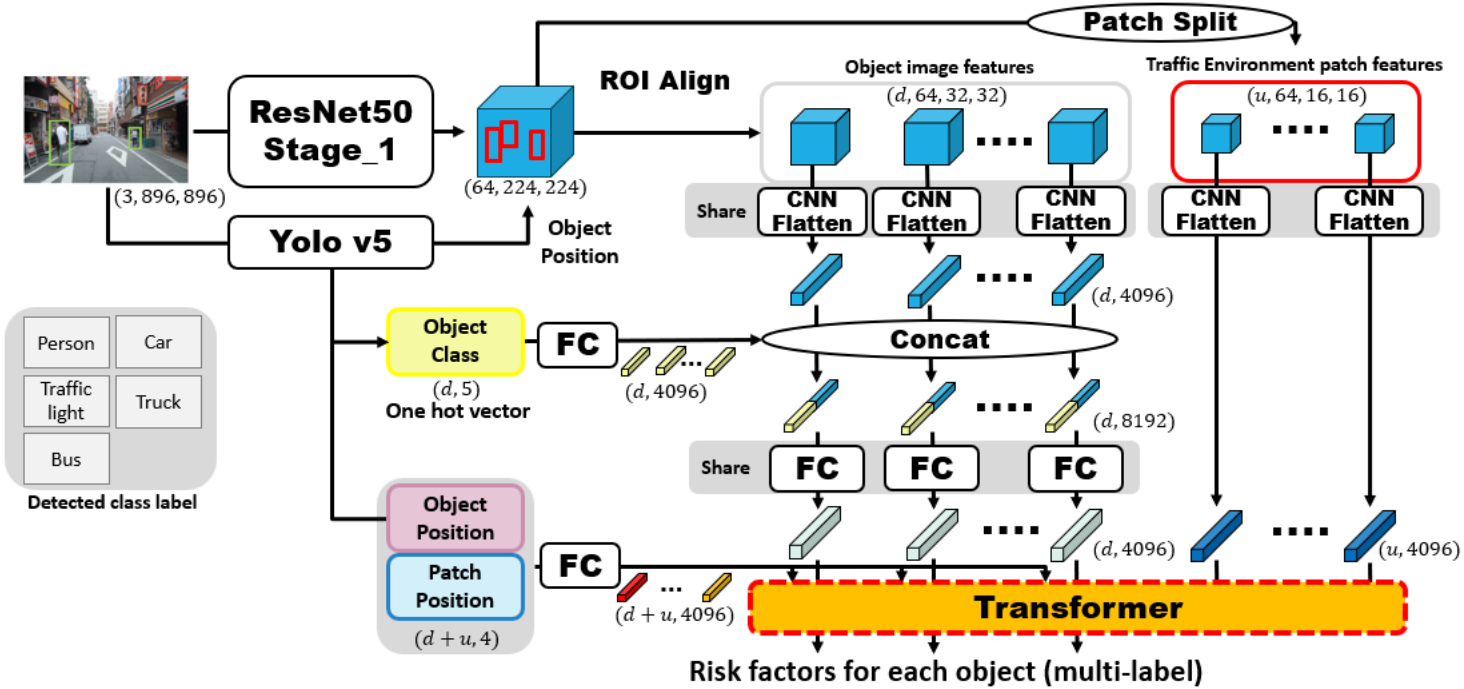 Patch Split
ROI Align
Object image features
(d, 64, 32, 32)
Traffic Environment patch features
(u, 64, 16, 16)
ResNet50
Stage_1
(3, 896, 896)
(64, 224, 224)
Object
Position
Yolo v5
Share
CNN
Flatten
CNN
Flatten
CNN
Flatten
CNN
Flatten
CNN
Flatten
(d, 4096)
Person
Car
Traffic
light
Truck
Bus
Detected class label
Object
Class
(d, 5)
One hot vector
FC
(d, 4096)
Concat
(d, 8192)
Share
FC
FC
FC
(d, 4096)
(u, 4096)
Object
Position
Patch
Position
(d + u, 4)
FC
(d + u, 4096)
Transformer
Risk factors for each object (multi-label)